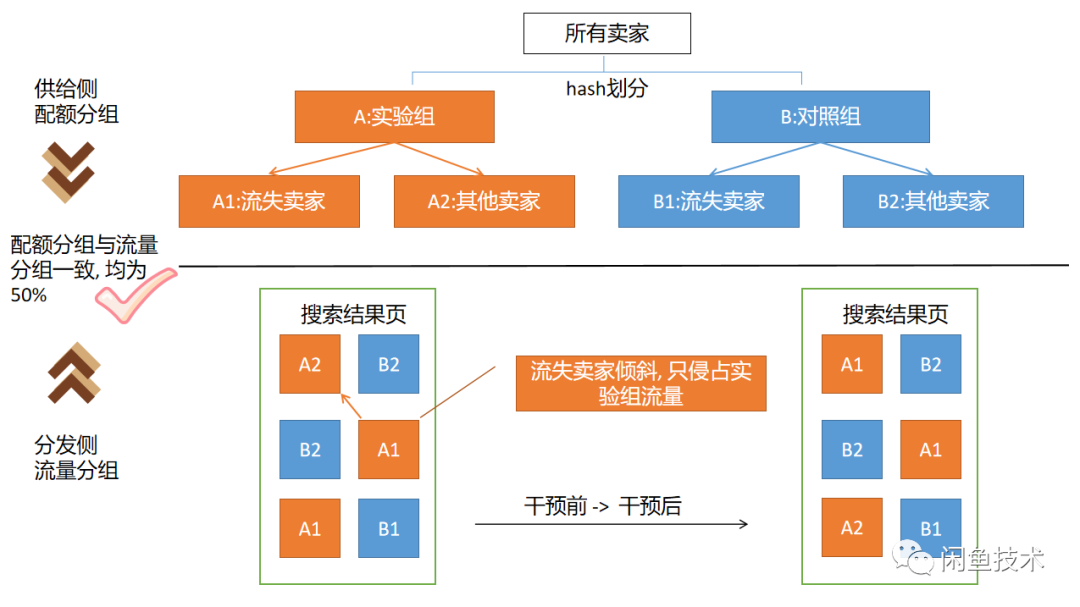 所有卖家
hash划分
供给侧
配额分组
A:实验组
B:对照组
A1:流失卖家
A2:其他卖家
B1:流失卖家
B2:其他卖家
配额分组与流量
分组一致, 均为
50%
搜索结果页
A2
B2
B2
A1
A1
B1
流失卖家倾斜, 只侵占实
验组流量
搜索结果页
A1
B2
B2
A1
A2
B1
分发侧
流量分组
干预前 -> 干预后
闲鱼技术